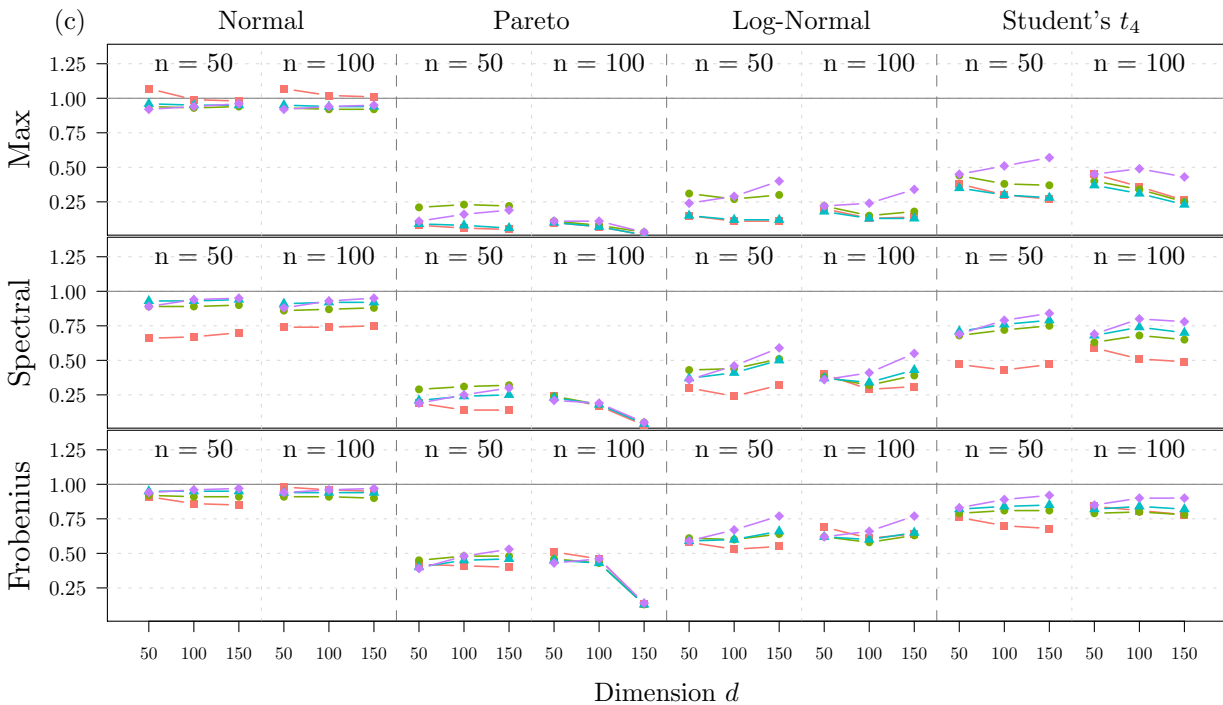 (c) Normal Pareto Log-Normal Student's t4
Max
1.25
1.00
0.75
0.50
0.25
n = 50 n = 100 n = 50 n = 100 n = 50 n = 100 n = 50 n = 100
Spectral
1.25
1.00
0.75
0.50
0.25
n = 50 n = 100 n = 50 n = 100 n = 50 n = 100 n = 50 n = 100
Frobenius
1.25
1.00
0.75
0.50
0.25
n = 50 n = 100 n = 50 n = 100 n = 50 n = 100 n = 50 n = 100
50 100 150 50 100 150 50 100 150 50 100 150 50 100 150 50 100 150 50 100 150 50 100 150
Dimension d